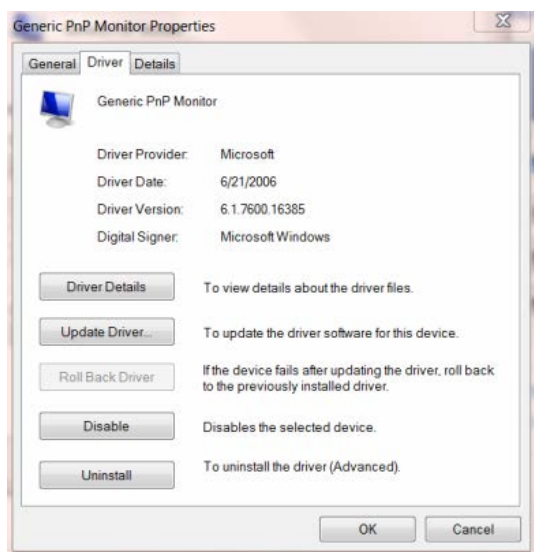 Generic PnP Monitor Properties
General Driver Details
Generic PnP Monitor
Driver Provider: Microsoft
Driver Date: 6/21/2006
Driver Version: 6.1.7600.16385
Digital Signer: Microsoft Windows
Driver Details To view details about the driver files.
Update Driver... To update the driver software for this device.
Roll Back Driver If the device fails after updating the driver, roll back
to the previously installed driver.
Disable Disables the selected device.
Uninstall To uninstall the driver (Advanced).
OK Cancel